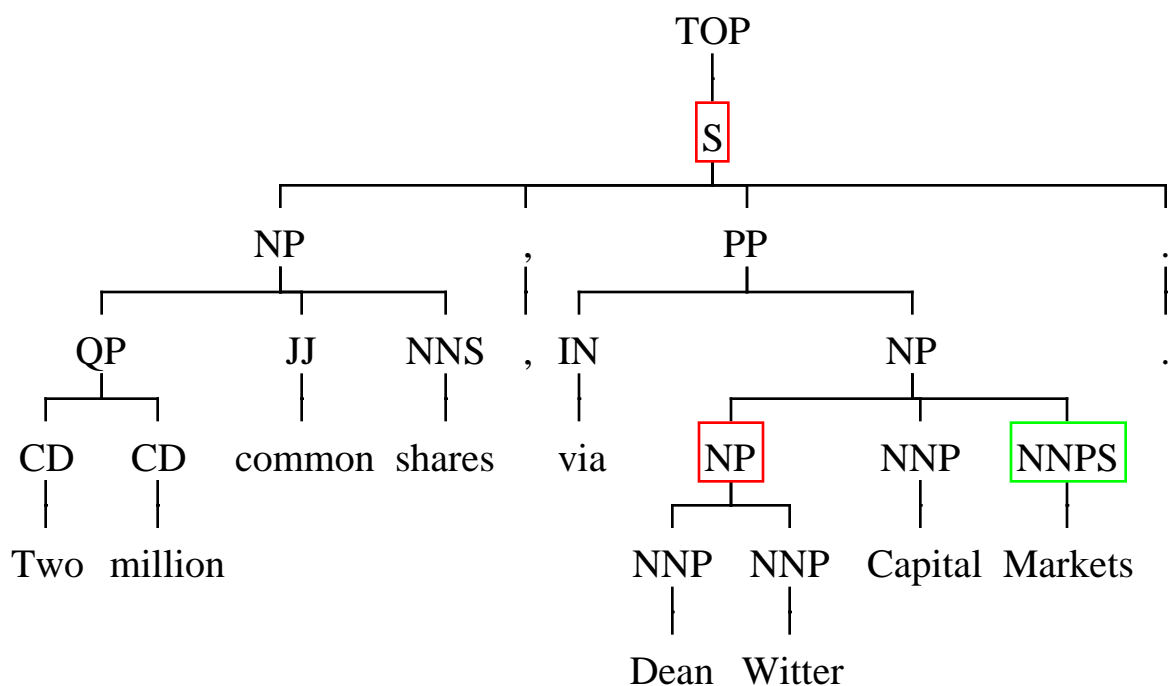 TOP
S
NP , PP .
QP JJ NNS , IN NP .
CD CD common shares via NP NNP NNPS
Two million NNP NNP Capital Markets
Dean Witter